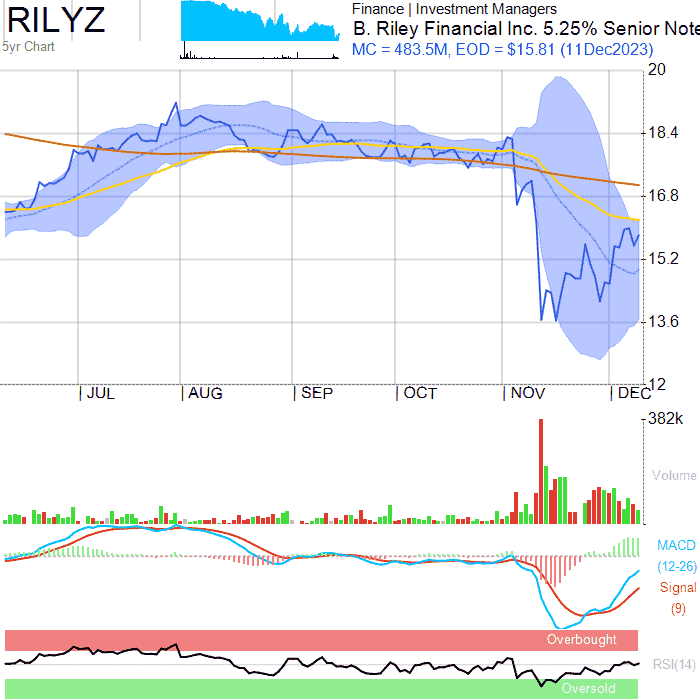 RILYZ
5yr Chart
Finance | Investment Managers
B. Riley Financial Inc. 5.25% Senior Note
MC = 483.5M, EOD = $15.81 (11Dec2023)
20
18.4
16.8
15.2
13.6
12
JUL AUG SEP OCT NOV DEC
382k
Volume
MACD
(12-26)
Signal
(9)
Overbought
RSI(14)
Oversold